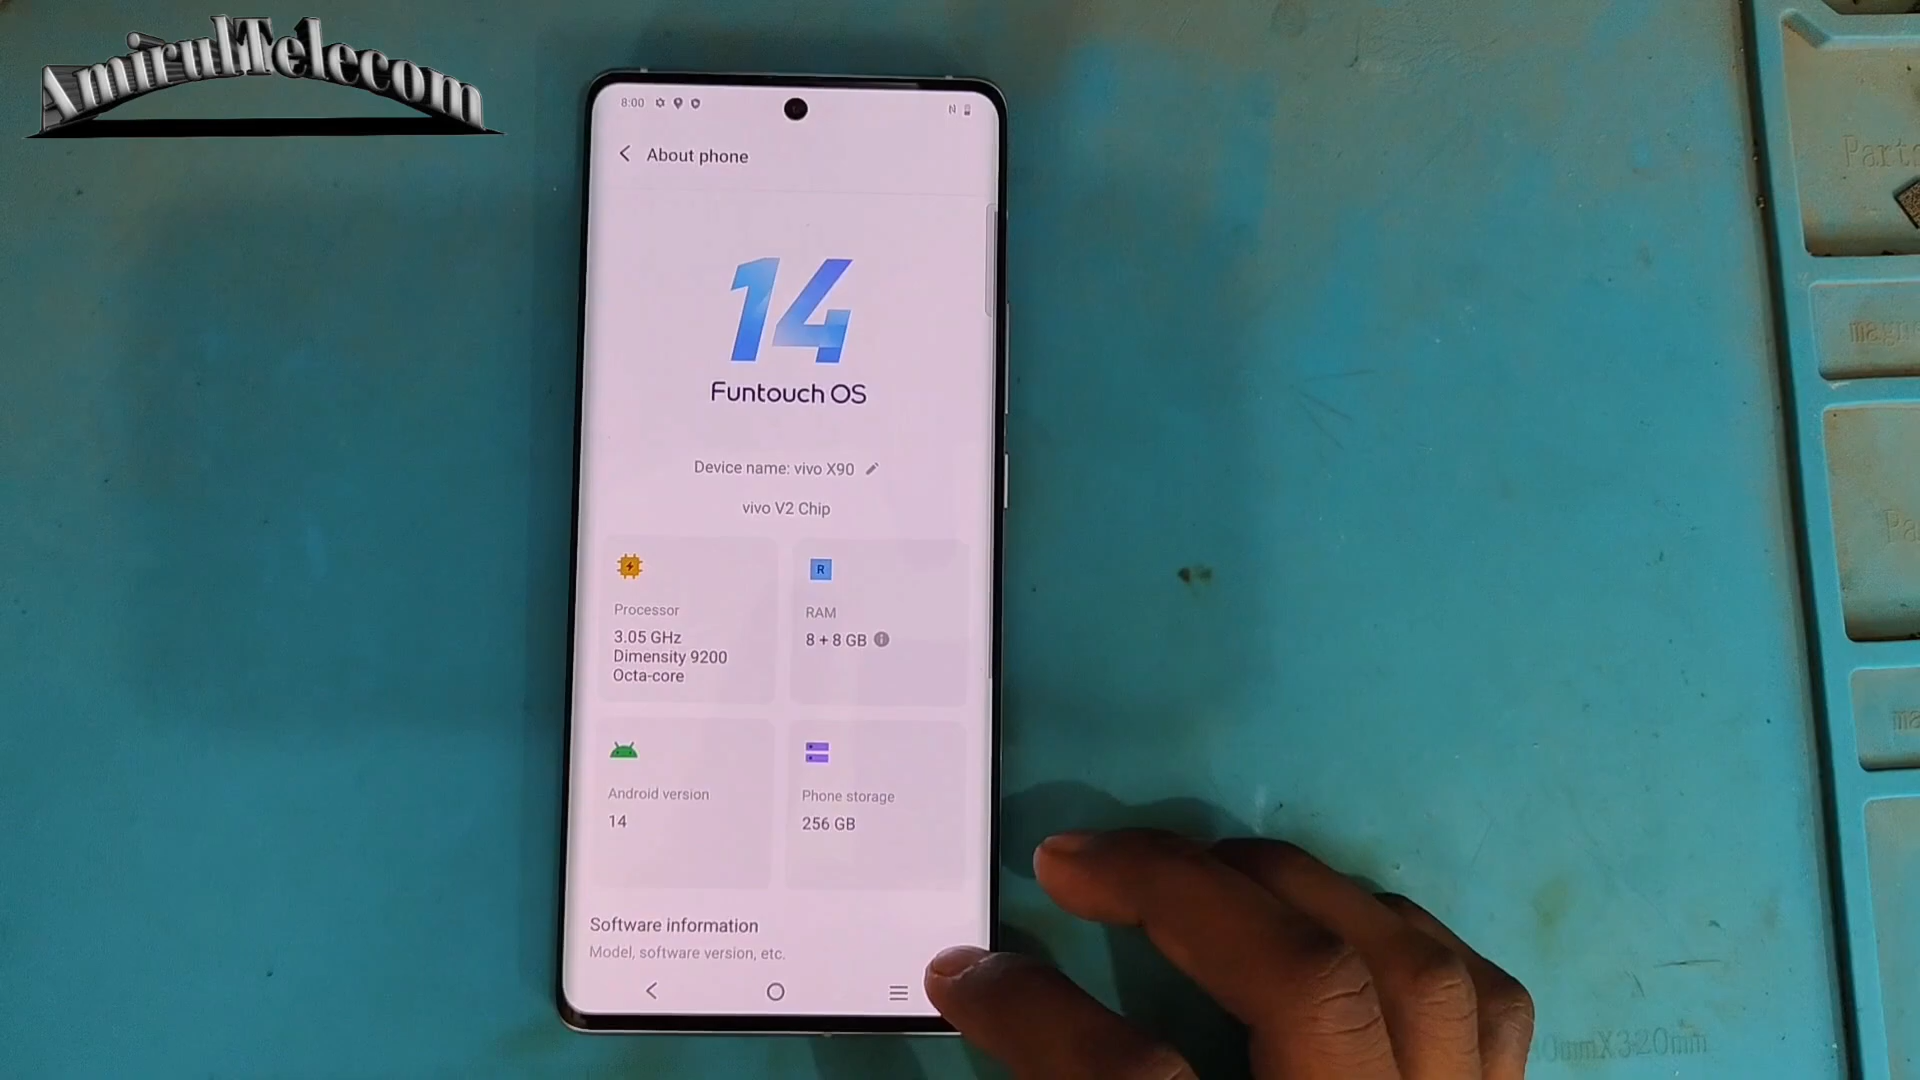 AmirulTelecom
8:00
N
About phone
14
Funtouch OS
Device name: vivo X90
vivo V2 Chip
Processor
3.05 GHz
Dimensity 9200
Octa-core
R
RAM
8 + 8 GB
Android version
14
Phone storage
256 GB
Software information
Model, software version, etc.
Parts